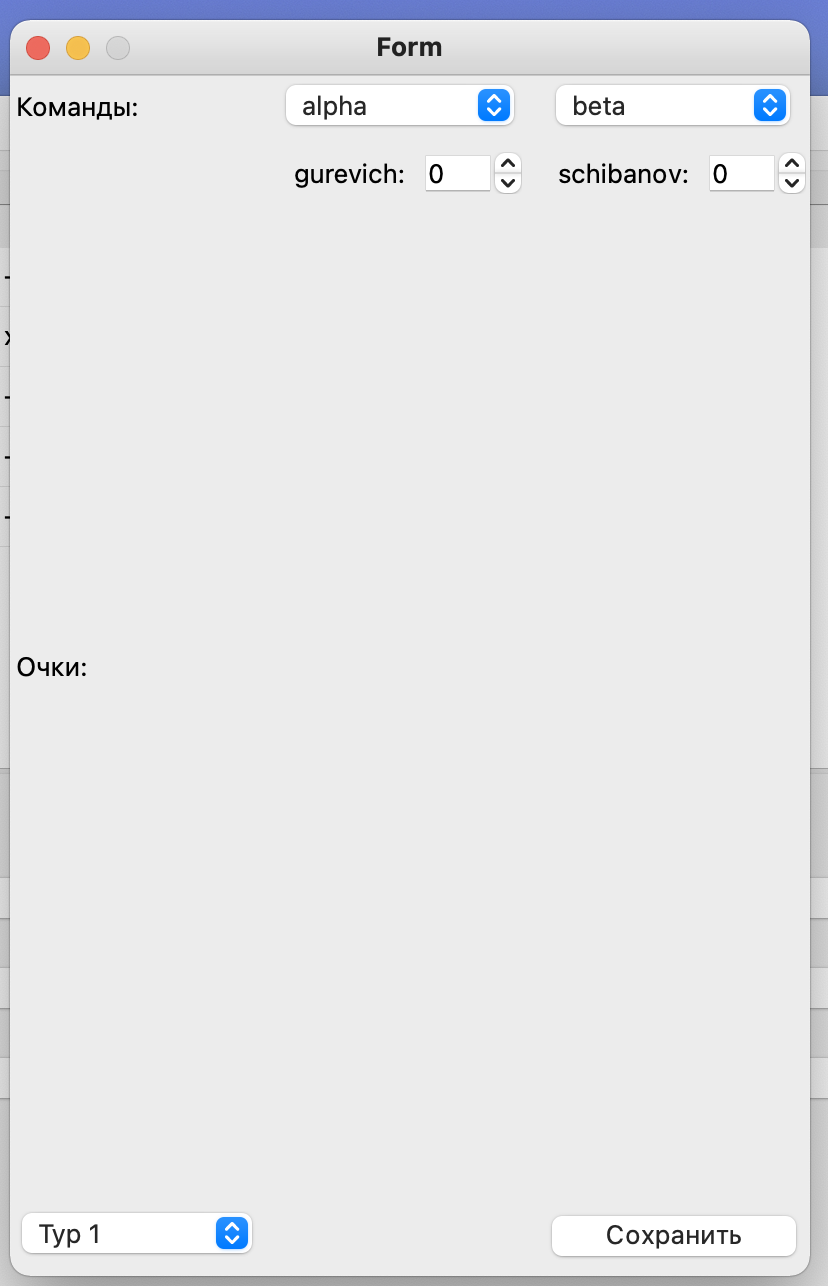 Form
Команды: alpha beta
gurevich: 0 schibanov: 0
Очки:
Тур 1
Сохранить